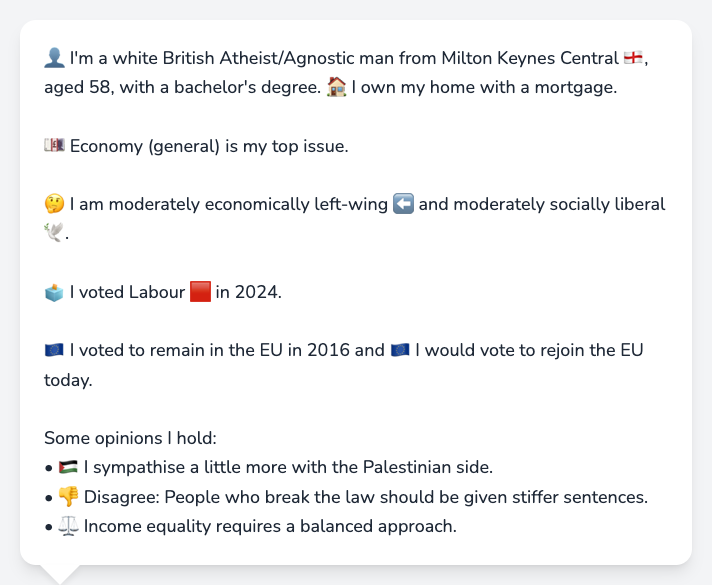 👤 I'm a white British Atheist/Agnostic man from Milton Keynes Central 🏴󠁧󠁢󠁥󠁮󠁧󠁿,
aged 58, with a bachelor's degree. 🏠 I own my home with a mortgage.
💷 Economy (general) is my top issue.
🤔 I am moderately economically left-wing ⬅️ and moderately socially liberal
🕊️.
🗳️ I voted Labour 🟥 in 2024.
🇪🇺 I voted to remain in the EU in 2016 and 🇪🇺 I would vote to rejoin the EU
today.
Some opinions I hold:
• 🇵🇸 I sympathise a little more with the Palestinian side.
• 👎 Disagree: People who break the law should be given stiffer sentences.
• ⚖️ Income equality requires a balanced approach.